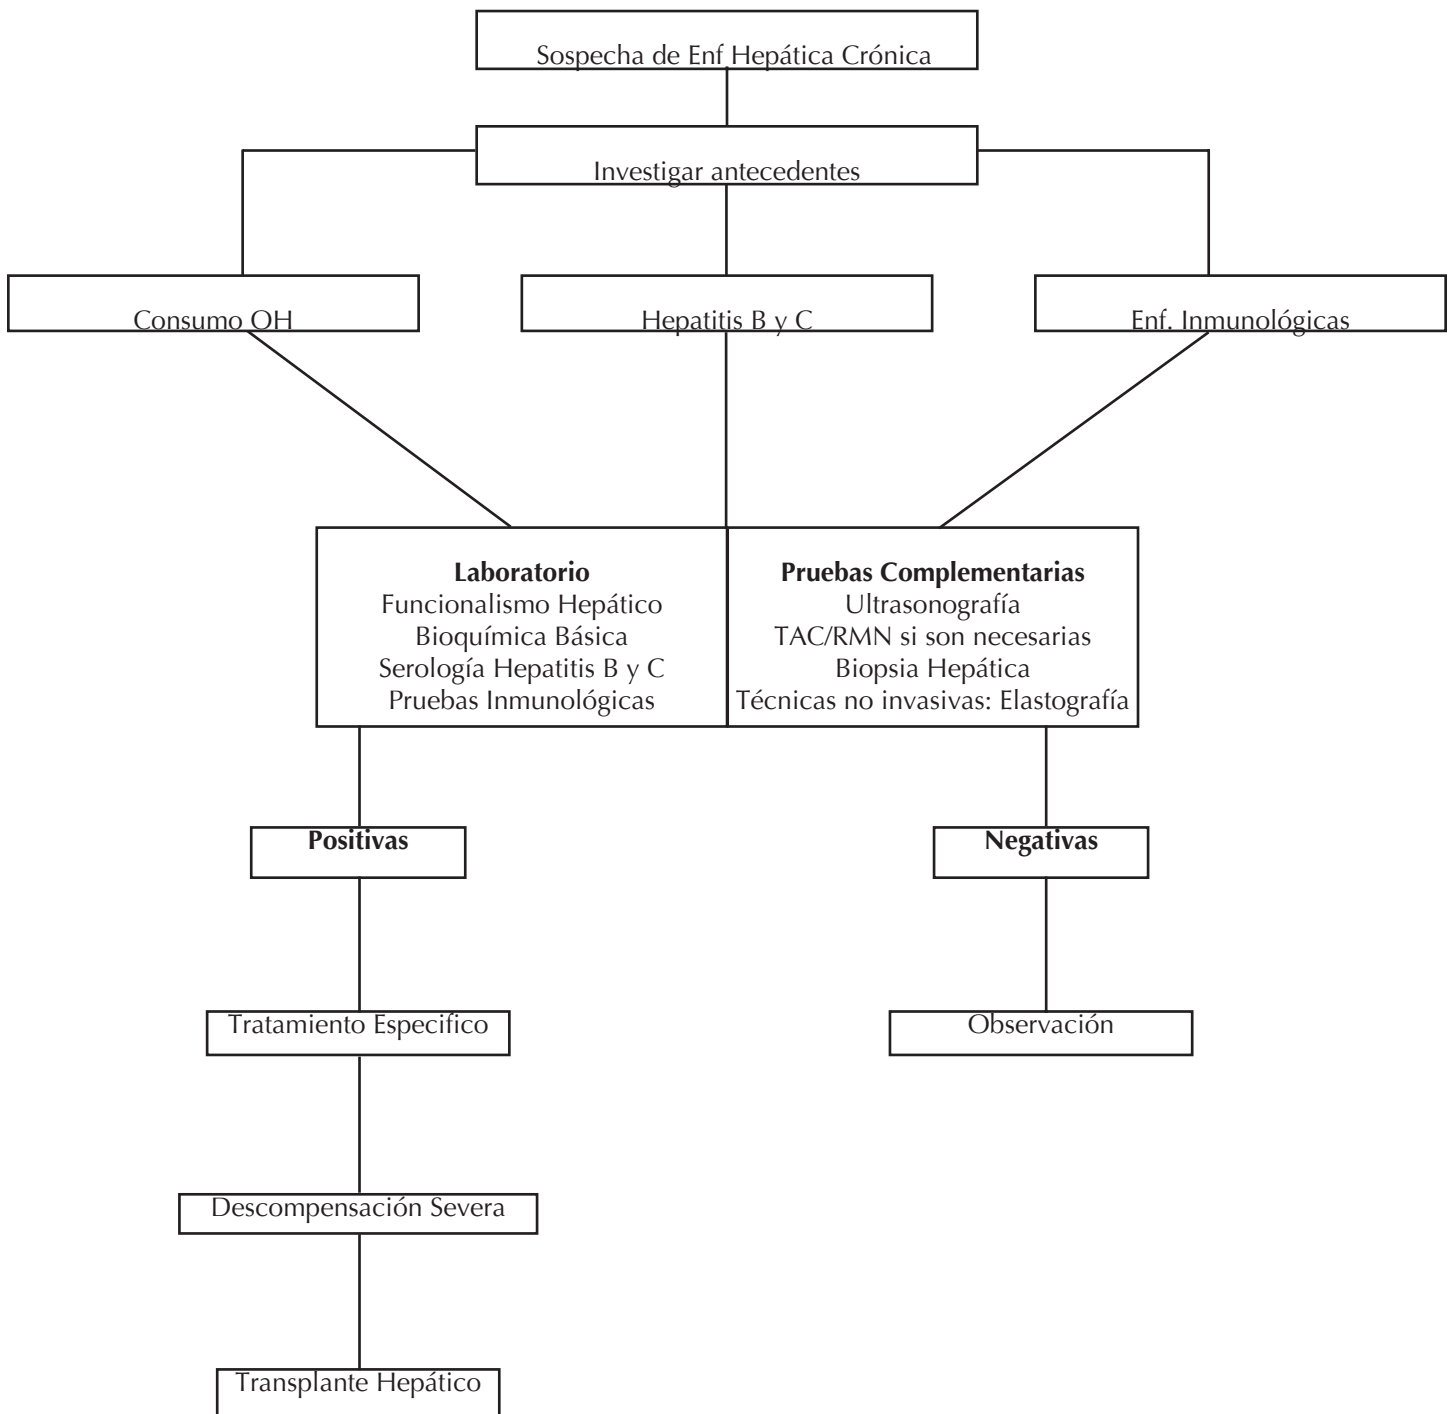 Sospecha de Enf Hepática Crónica
Investigar antecedentes
Consumo OH
Hepatitis B y C
Enf. Inmunológicas
Laboratorio
Funcionalismo Hepático
Bioquímica Básica
Serología Hepatitis B y C
Pruebas Inmunológicas
Pruebas Complementarias
Ultrasonografía
TAC/RMN si son necesarias
Biopsia Hepática
Técnicas no invasivas: Elastografía
Positivas
Negativas
Tratamiento Especifico
Observación
Descompensación Severa
Transplante Hepático